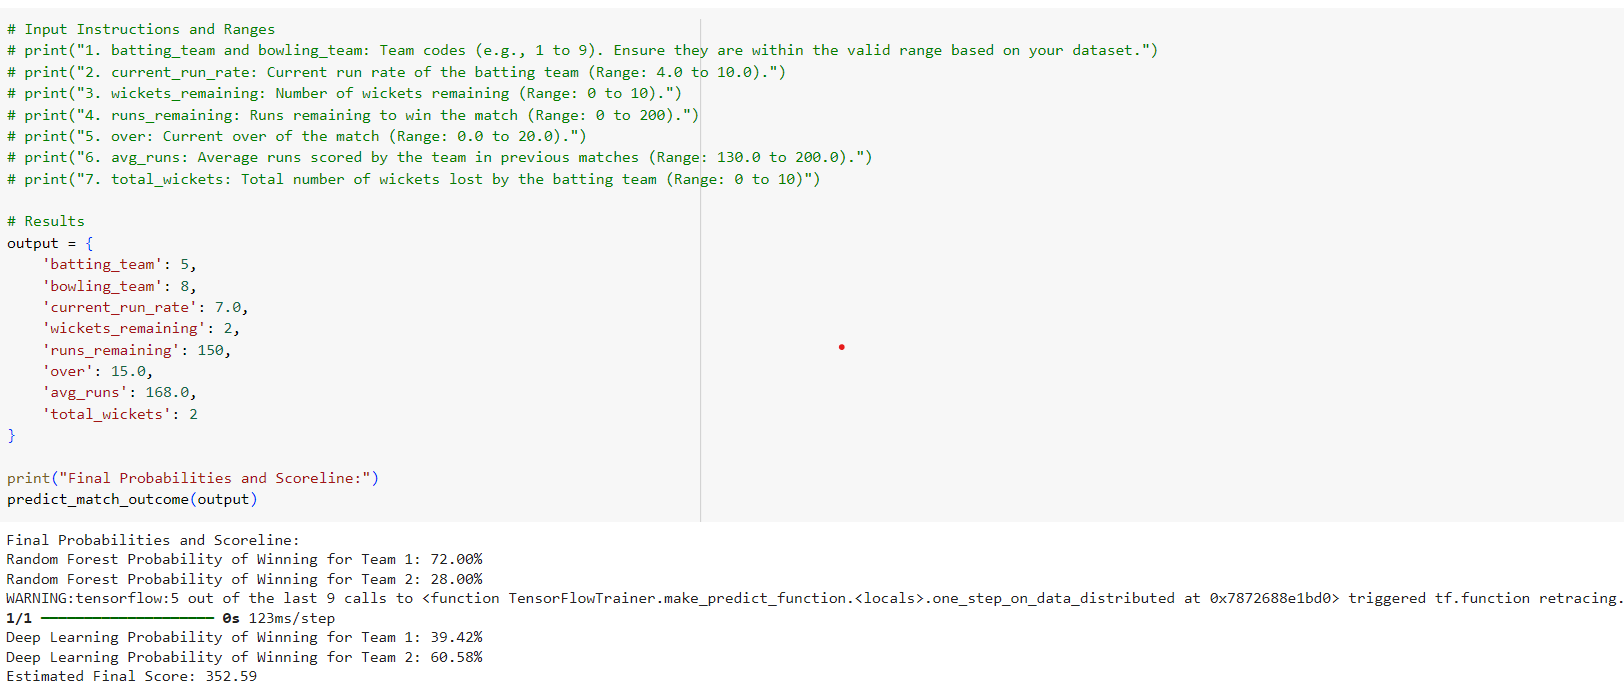 # Input Instructions and Ranges
# print("1. batting_team and bowling_team: Team codes (e.g., 1 to 9). Ensure they are within the valid range based on your dataset.")
# print("2. current_run_rate: Current run rate of the batting team (Range: 4.0 to 10.0).")
# print("3. wickets_remaining: Number of wickets remaining (Range: 0 to 10).")
# print("4. runs_remaining: Runs remaining to win the match (Range: 0 to 200).")
# print("5. over: Current over of the match (Range: 0.0 to 20.0).")
# print("6. avg_runs: Average runs scored by the team in previous matches (Range: 130.0 to 200.0).")
# print("7. total_wickets: Total number of wickets lost by the batting team (Range: 0 to 10)")
# Results
output = {
    'batting_team': 5,
    'bowling_team': 8,
    'current_run_rate': 7.0,
    'wickets_remaining': 2,
    'runs_remaining': 150,
    'over': 15.0,
    'avg_runs': 168.0,
    'total_wickets': 2
}
print("Final Probabilities and Scoreline:")
predict_match_outcome(output)
Final Probabilities and Scoreline:
Random Forest Probability of Winning for Team 1: 72.00%
Random Forest Probability of Winning for Team 2: 28.00%
WARNING:tensorflow:5 out of the last 9 calls to <function TensorFlowTrainer.make_predict_function.<locals>.one_step_on_data_distributed at 0x7872688e1bd0> triggered tf.function retracing.
1/1 ━━━━━━━━━━━━━━━━━━━━ 0s 123ms/step
Deep Learning Probability of Winning for Team 1: 39.42%
Deep Learning Probability of Winning for Team 2: 60.58%
Estimated Final Score: 352.59